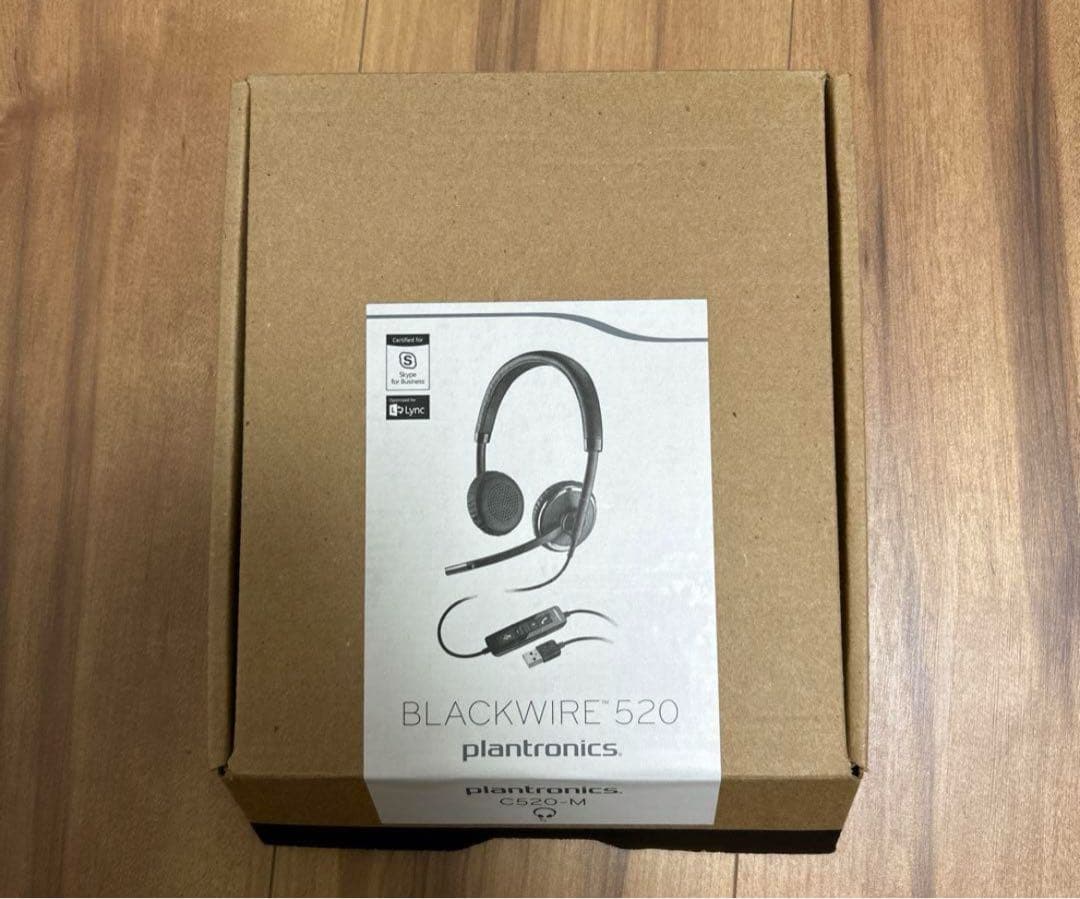 Certified for
Skype
for Business
Optimized for
Lync
BLACKWIRE™ 520
plantronics.
plantronics.
C520-M